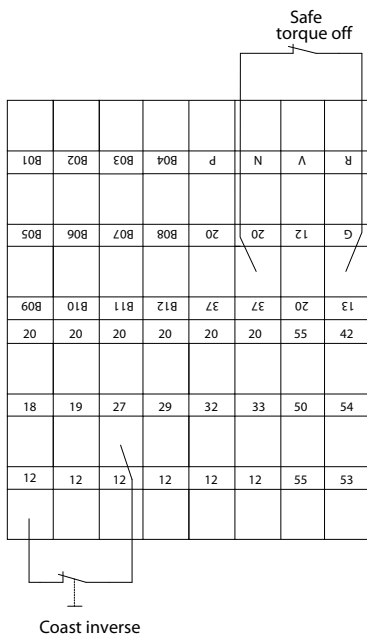 Safe
torque off
B01 B02 B03 B04 P N V R
B05 B06 B07 B08 20 20 12 G
B09 B10 B11 B12 37 37 20 13
20 20 20 20 20 20 55 42
18 19 27 29 32 33 50 54
12 12 12 12 12 12 55 53
Coast inverse